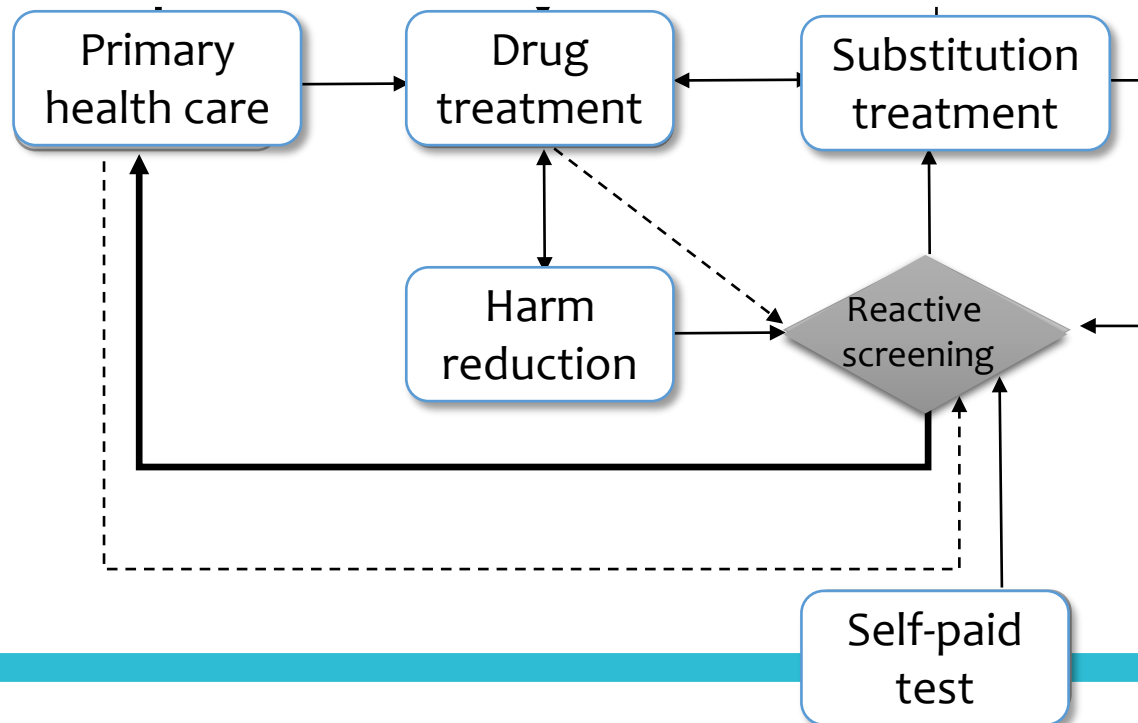 Primary
health care
Drug
treatment
Substitution
treatment
Harm
reduction
Reactive
screening
Self-paid
test